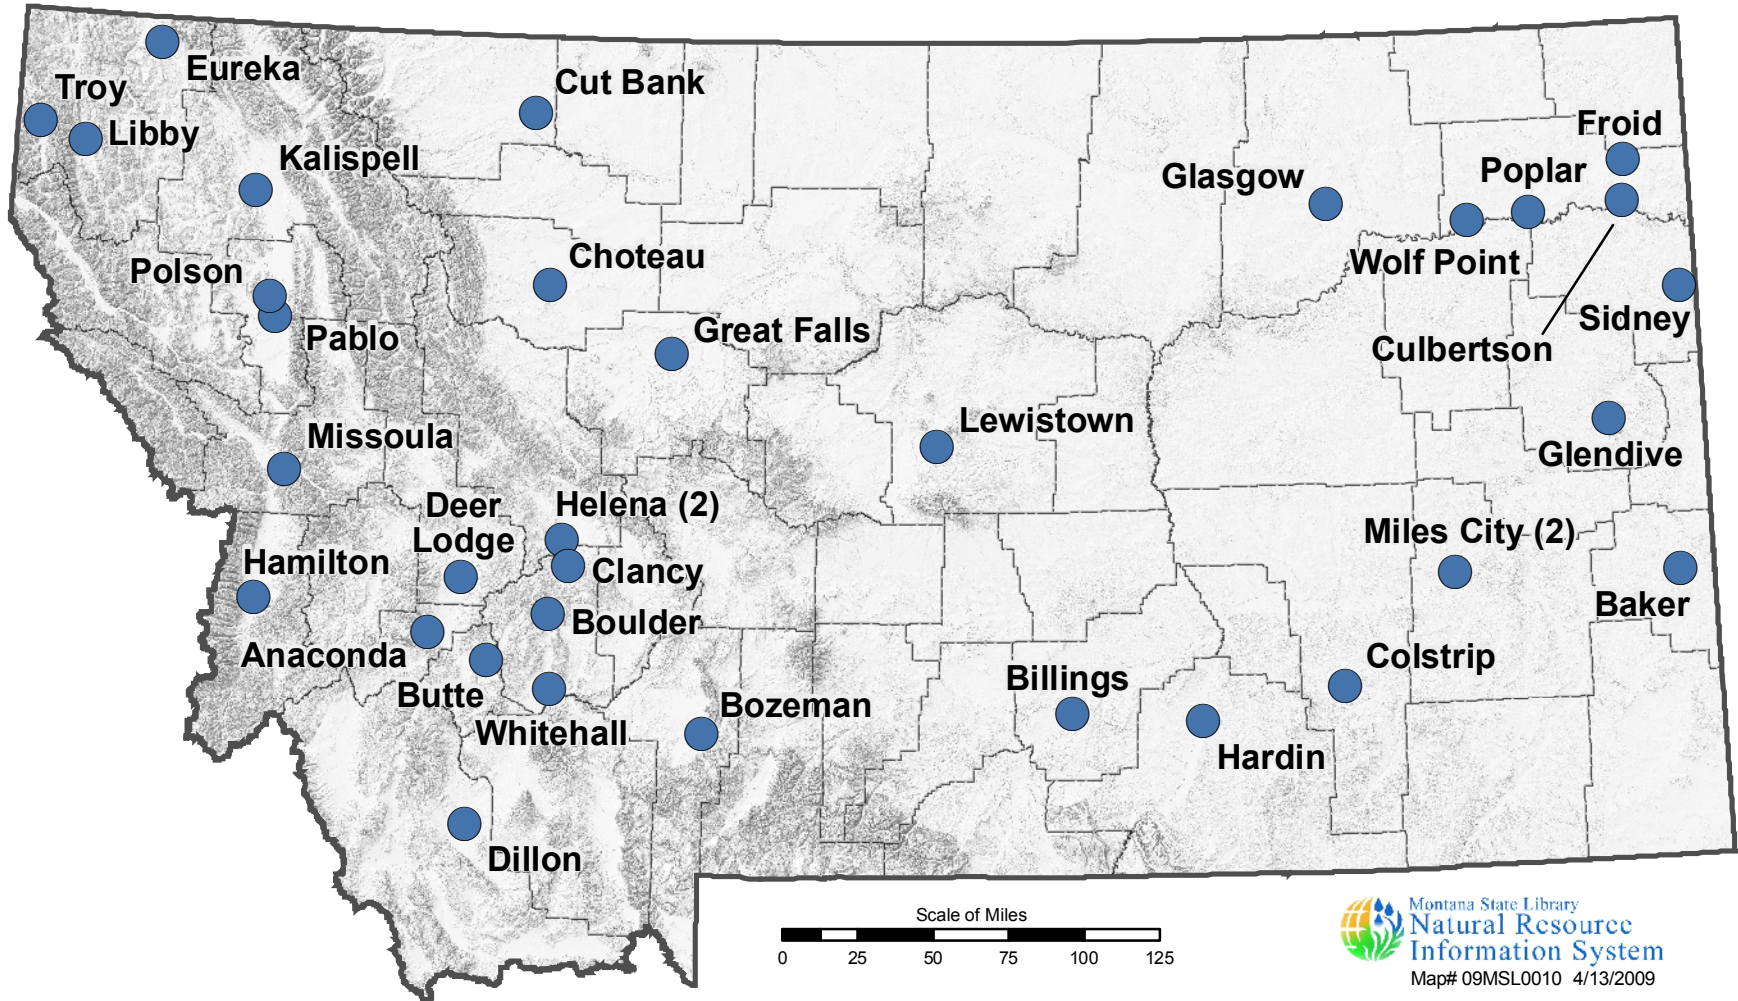 Eureka
Troy
Cut Bank
Libby
Froid
Kalispell
Poplar
Glasgow
Choteau
Wolf Point
Polson
Sidney
Great Falls
Pablo
Culbertson
Lewistown
Missoula
Glendive
Deer
Lodge
Helena (2)
Miles City (2)
Hamilton
Clancy
Baker
Boulder
Anaconda
Colstrip
Billings
Butte
Bozeman
Whitehall
Hardin
Dillon
Scale of Miles
0 25 50 75 100 125
Montana State Library
Natural Resource
Information System
Map# 09MSL0010 4/13/2009